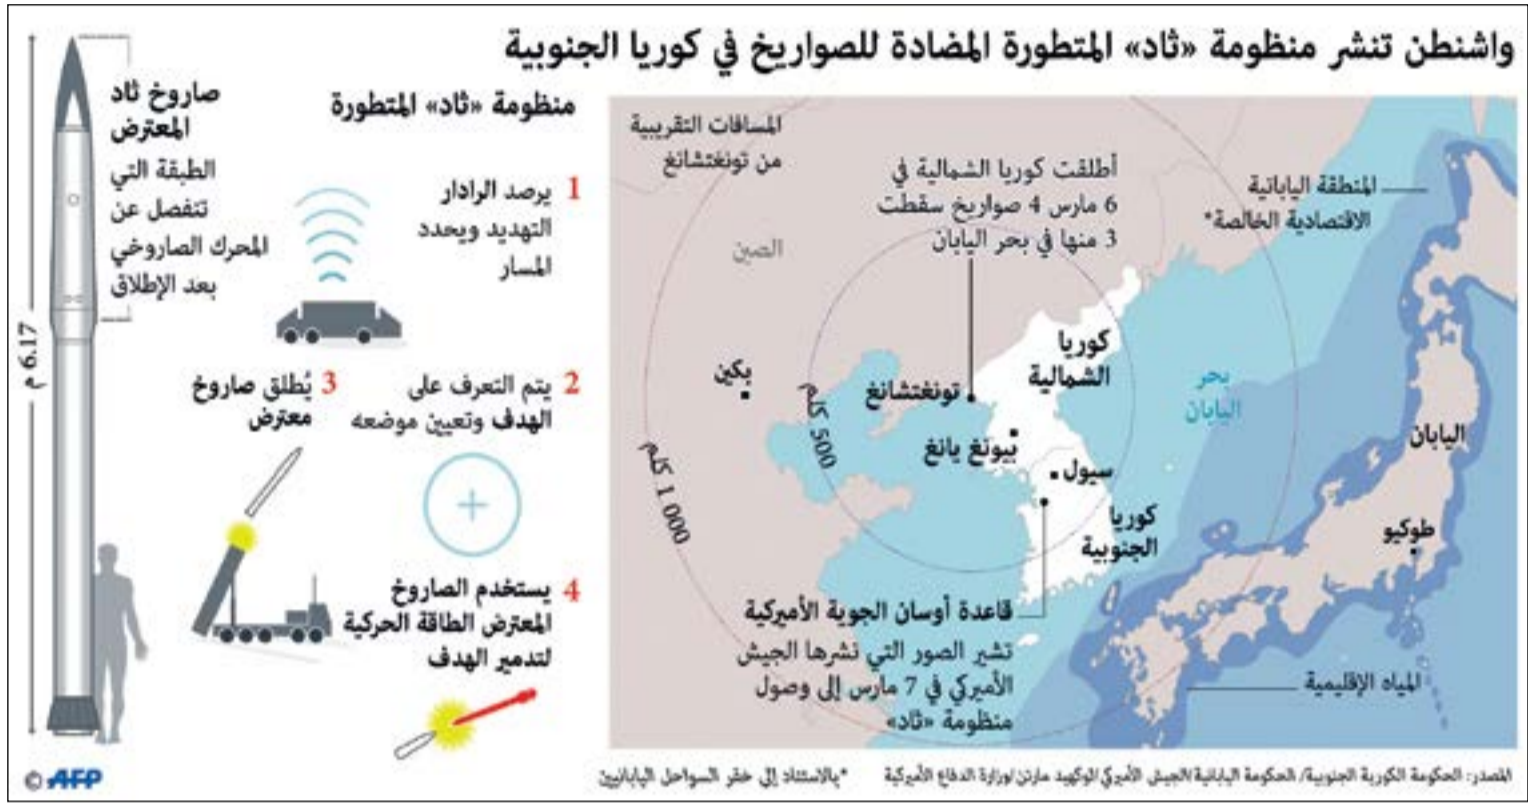 واشنطن تنشر منظومة «ثاد» المتطورة المضادة للصواريخ في كوريا الجنوبية
المسافات التقريبية
من تونغتشانغ
أطلقت كوريا الشمالية في
6 مارس 4 صواريخ سقطت
3 منها في بحر اليابان
المنطقة اليابانية
الاقتصادية الخالصة*
الصين
كوريا
الشمالية
بكين
تونغتشانغ
بحر
اليابان
500 كلم
1 000 كلم
بيونغ يانغ
سيول
اليابان
كوريا
الجنوبية
طوكيو
قاعدة أوسان الجوية الأميركية
تشير الصور التي نشرها الجيش
الأميركي في 7 مارس إلى وصول
منظومة «ثاد»
المياه الإقليمية
منظومة «ثاد» المتطورة
1 يرصد الرادار
التهديد ويحدد
المسار
2 يتم التعرف على
الهدف وتعيين موضعه
3 يُطلق صاروخ
معترض
4 يستخدم الصاروخ
المعترض الطاقة الحركية
لتدمير الهدف
صاروخ ثاد
المعترض
الطبقة التي
تنفصل عن
المحرك الصاروخي
بعد الإطلاق
6.17 م
المصدر: الحكومة الكورية الجنوبية/ الحكومة اليابانية/الجيش الأميركي/لوكهيد مارتن/وزارة الدفاع الأميركية
*بالاستناد إلى خفر السواحل اليابانيين
© AFP